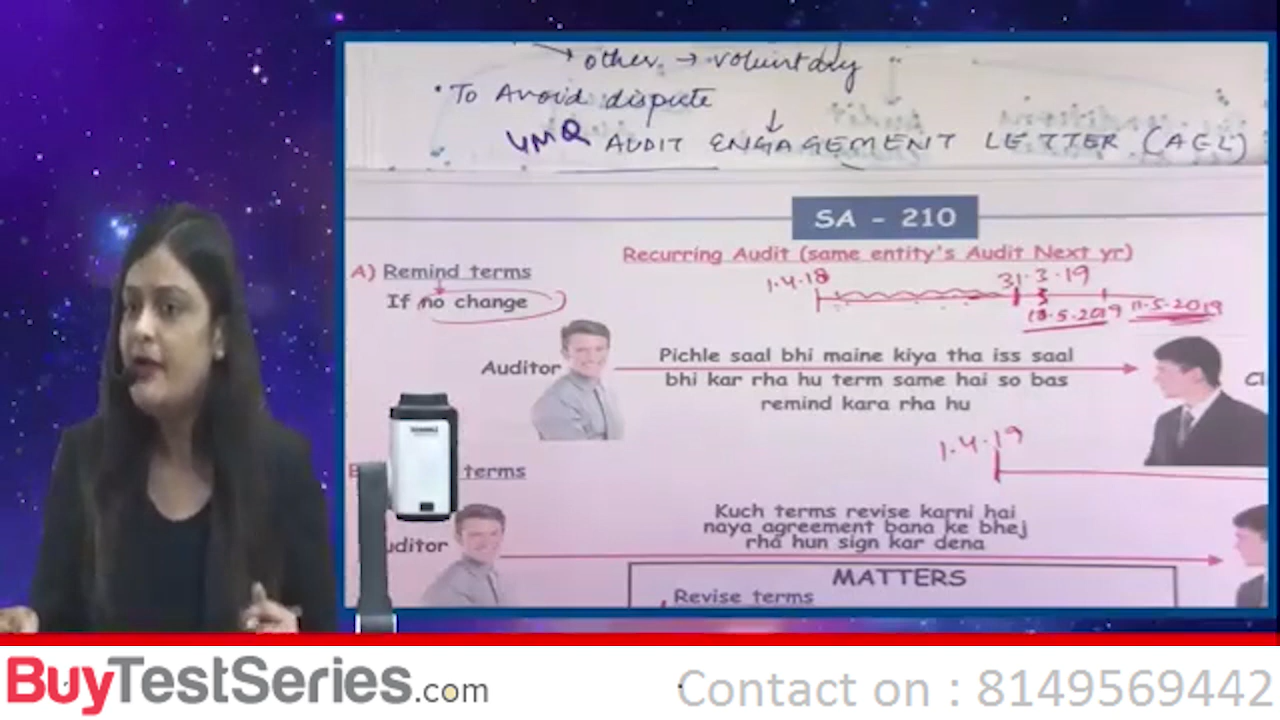 other → voluntary
• To Avoid dispute
↓
AUDIT ENGAGEMENT LETTER (AEL)
SA - 210
Recurring Audit (same entity's Audit Next yr)
A) Remind terms
If no change
1.4.18 31.3.19
11.5.2019
Auditor
Pichle saal bhi maine kiya tha iss saal
bhi kar rha hu term same hai so bas
remind kara rha hu
1.4.19
terms
Kuch terms revise karni hai
naya agreement bana ke bhej
rha hun sign kar dena
uditor
MATTERS
Revise terms
BuyTestSeries.com
Contact on : 8149569442